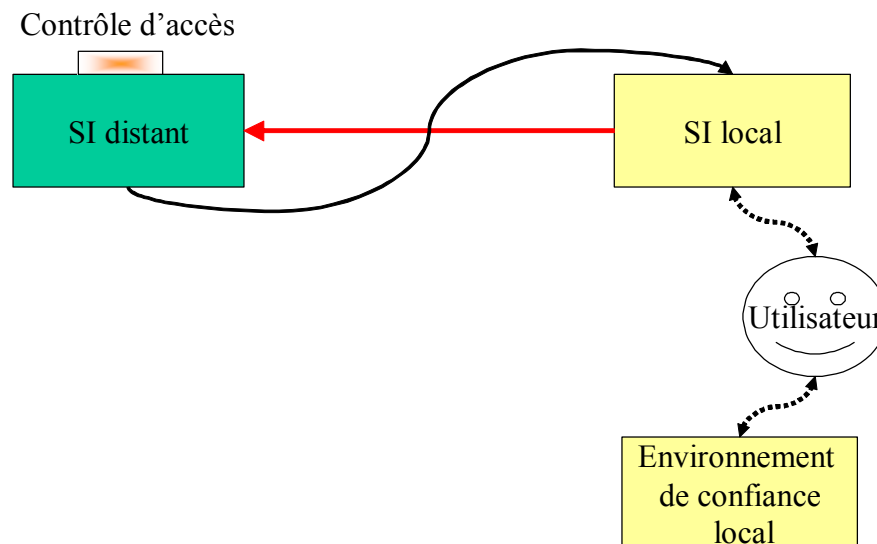 Contrôle d’accès
SI distant
SI local
Utilisateur
Environnement
de confiance
local